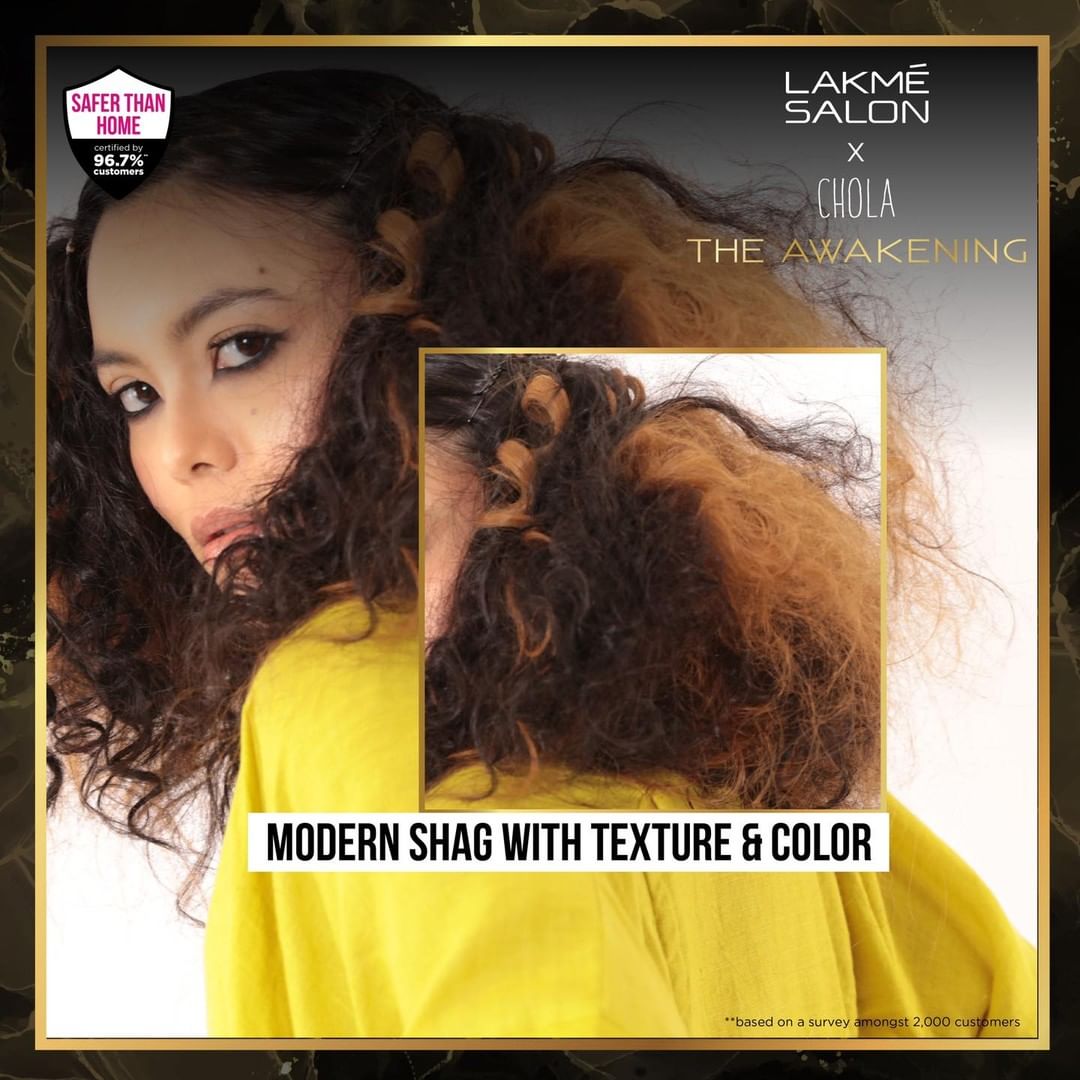 SAFER THAN
HOME
certified by
96.7%**
customers
LAKMÉ
SALON
X
CHOLA
THE AWAKENING
MODERN SHAG WITH TEXTURE & COLOR
**based on a survey amongst 2,000 customers